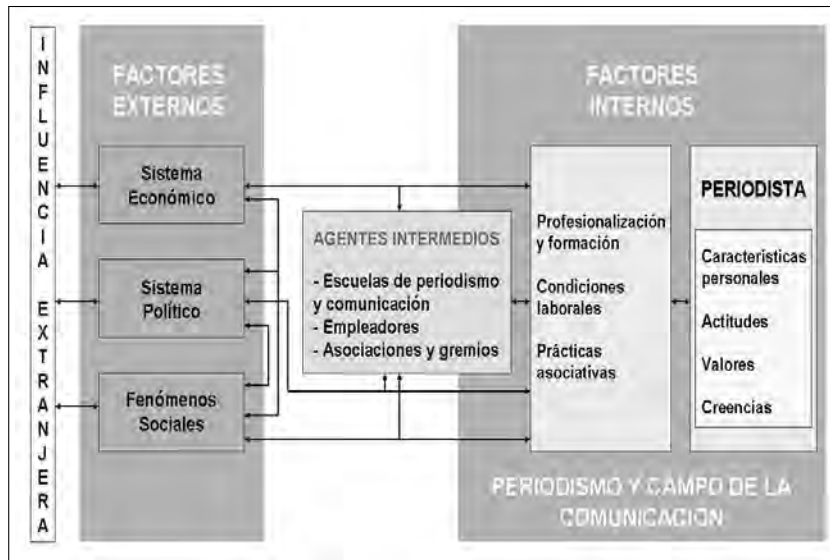 INFLUENCIA EXTRANJERA
FACTORES
EXTERNOS
Sistema
Económico
Sistema
Político
Fenómenos
Sociales
AGENTES INTERMEDIOS
- Escuelas de periodismo
y comunicación
- Empleadores
- Asociaciones y gremios
FACTORES
INTERNOS
Profesionalización
y formación
Condiciones
laborales
Prácticas
asociativas
PERIODISTA
Características
personales
Actitudes
Valores
Creencias
PERIODISMO Y CAMPO DE LA
COMUNICACIÓN